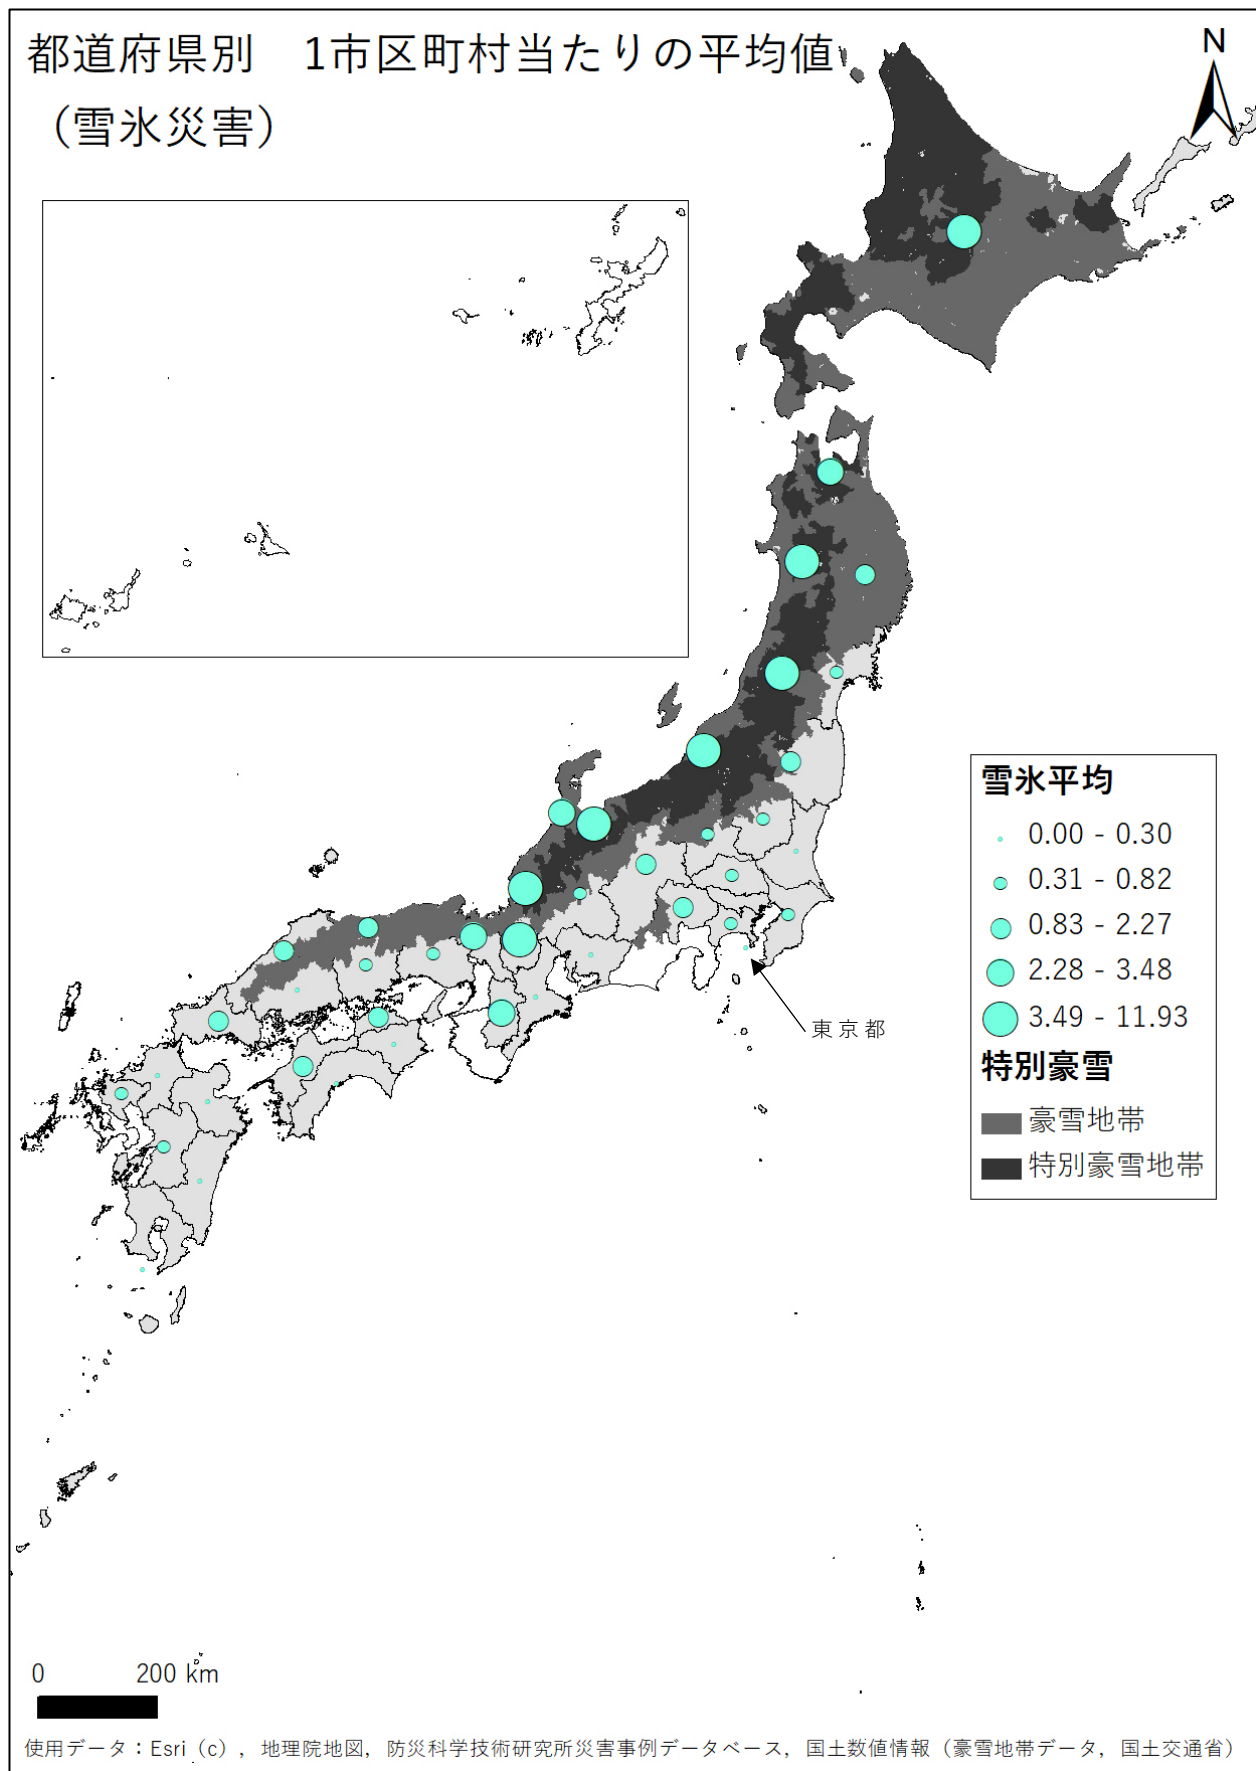 都道府県別　1市区町村当たりの平均値
（雪氷災害）
N
雪氷平均
0.00 - 0.30
0.31 - 0.82
0.83 - 2.27
2.28 - 3.48
3.49 - 11.93
特別豪雪
豪雪地帯
特別豪雪地帯
東京都
0 200 km
使用データ：Esri（c），地理院地図，防災科学技術研究所災害事例データベース，国土数値情報（豪雪地帯データ，国土交通省）